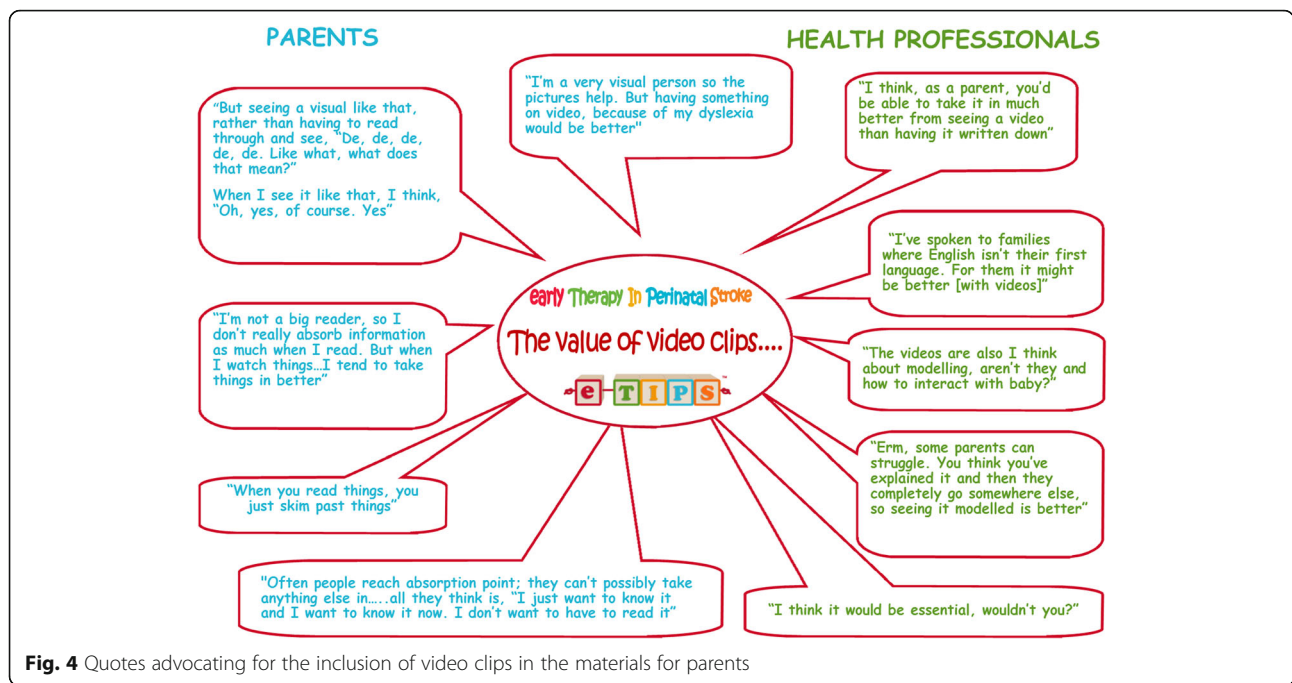 PARENTS
HEALTH PROFESSIONALS
"But seeing a visual like that,
rather than having to read
through and see, "De, de, de,
de, de. Like what, what does
that mean?"
When I see it like that, I think,
"Oh, yes, of course. Yes"
"I'm a very visual person so the
pictures help. But having something
on video, because of my dyslexia
would be better"
"I think, as a parent, you'd
be able to take it in much
better from seeing a video
than having it written down"
"I've spoken to families
where English isn't their first
language. For them it might
be better [with videos]"
early Therapy In Perinatal Stroke
The value of video clips....
e-TIPS™
"I'm not a big reader, so I
don't really absorb information
as much when I read. But when
I watch things...I tend to take
things in better"
"The videos are also I think
about modelling, aren't they and
how to interact with baby?"
"Erm, some parents can
struggle. You think you've
explained it and then they
completely go somewhere else,
so seeing it modelled is better"
"When you read things, you
just skim past things"
"Often people reach absorption point; they can't possibly take
anything else in.....all they think is, "I just want to know it
and I want to know it now. I don't want to have to read it"
"I think it would be essential, wouldn't you?"
Fig. 4 Quotes advocating for the inclusion of video clips in the materials for parents